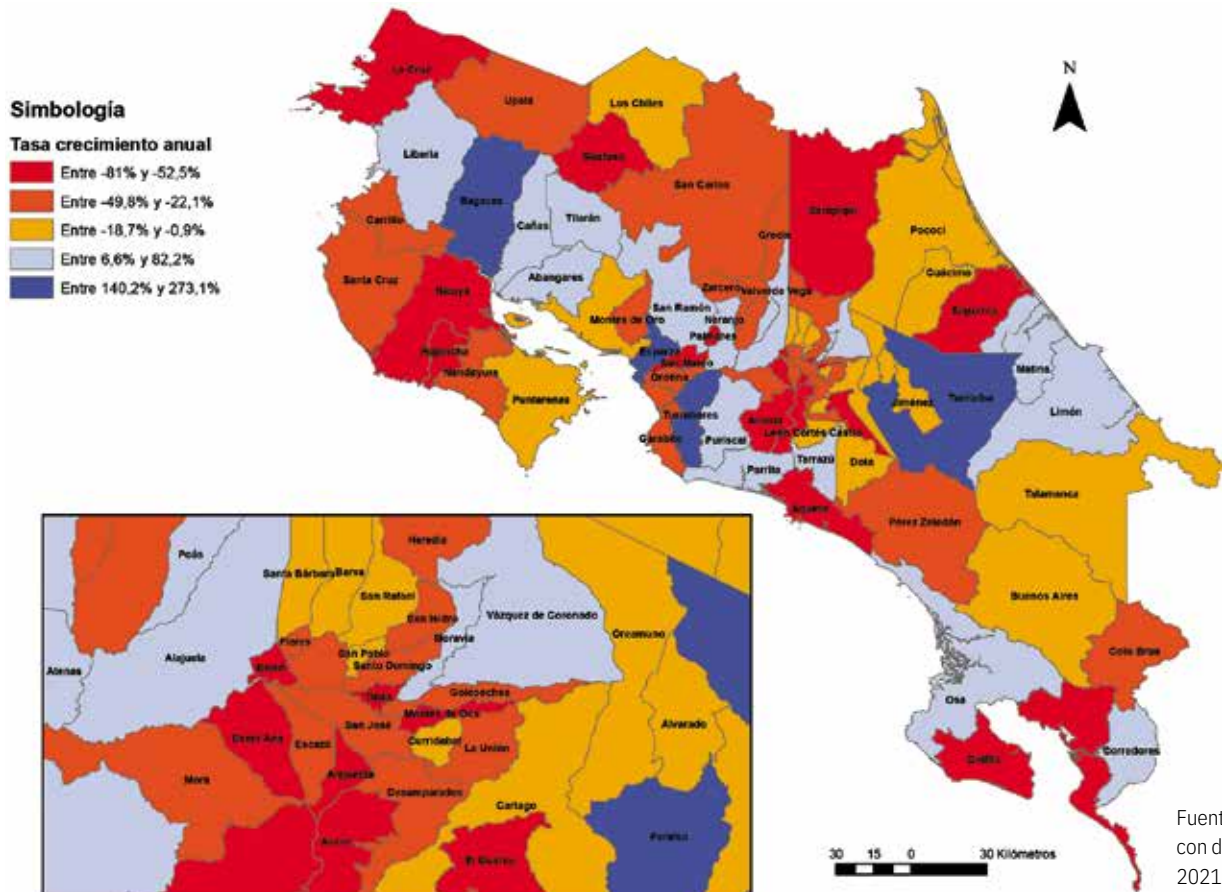 Simbología
Tasa crecimiento anual
Entre -81% y -52,5%
Entre -49,8% y -22,1%
Entre -18,7% y -0,9%
Entre 6,6% y 82,2%
Entre 140,2% y 273,1%
N
La Cruz
Upala
Los Chiles
Liberia
Guatuso
San Carlos
Sarapiquí
Bagaces
Cañas
Tilarán
Grecia
Pococí
Carrillo
Guácimo
Santa Cruz
Abangares
Zarcero
Valverde Vega
Siquirres
Nicoya
San Ramón
Naranjo
Montes de Oro
Palmares
Esparza
San Mateo
Matina
Hojancha
Orotina
Jiménez
Turrialba
Limón
Nandayure
Puntarenas
Turrubares
Acosta
Garabito
Puriscal
León Cortés Castro
Parrita
Terrazú
Dota
Talamanca
Aguirre
Pérez Zeledón
Buenos Aires
Coto Brus
Osa
Corredores
Golfito
Poás
Heredia
Santa Bárbara
Barva
San Rafael
Vázquez de Coronado
San Isidro
Oreamuno
Moravia
Flores
Atenas
Alajuela
San Pablo
Belén
Santo Domingo
Tibás
Goicoechea
Montes de Oca
San José
Alvarado
Santa Ana
Escazú
Curridabat
La Unión
Mora
Alajuelita
Desamparados
Cartago
Paraíso
Aserrí
El Guarco
30 15 0 30 Kilómetros
Fuent
con d
2021